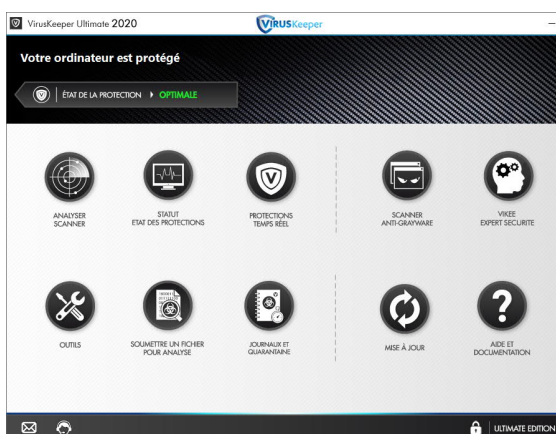 VirusKeeper Ultimate 2020
VIRUSKeeper
Votre ordinateur est protégé
ÉTAT DE LA PROTECTION OPTIMALE
ANALYSER
SCANNER
STATUT
ETAT DES PROTECTIONS
PROTECTIONS
TEMPS RÉEL
SCANNER
ANTI-GRAYWARE
VIKEE
EXPERT SECURITE
OUTILS
SOUMETTRE UN FICHIER
POUR ANALYSE
JOURNAUX ET
QUARANTAINE
MISE À JOUR
AIDE ET
DOCUMENTATION
ULTIMATE EDITION